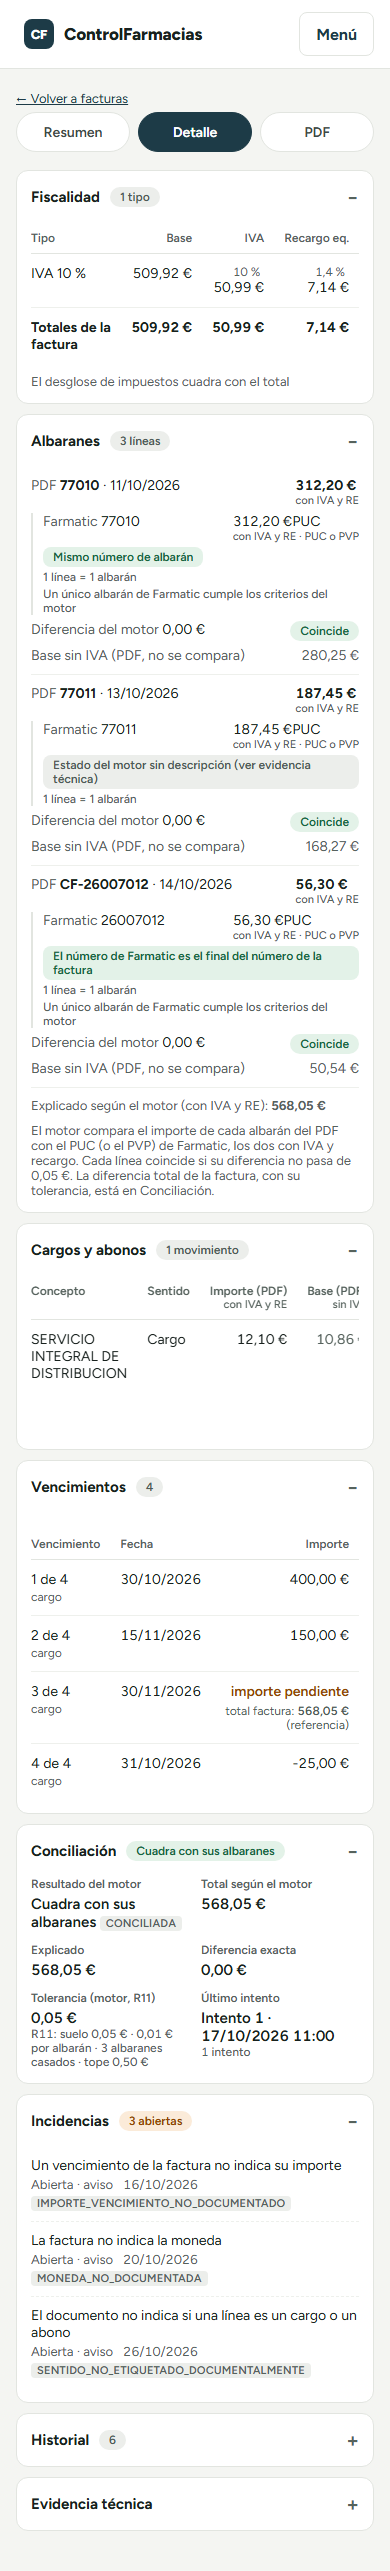 CF ControlFarmacias Menú
← Volver a facturas
Resumen Detalle PDF
Fiscalidad 1 tipo −
Tipo Base IVA Recargo eq.
IVA 10 % 509,92 € 10 % 1,4 %
50,99 € 7,14 €
Totales de la 509,92 € 50,99 € 7,14 €
factura
El desglose de impuestos cuadra con el total
Albaranes 3 líneas −
PDF 77010 · 11/10/2026 312,20 €
con IVA y RE
Farmatic 77010 312,20 €PUC
con IVA y RE · PUC o PVP
Mismo número de albarán
1 línea = 1 albarán
Un único albarán de Farmatic cumple los criterios del
motor
Diferencia del motor 0,00 € Coincide
Base sin IVA (PDF, no se compara) 280,25 €
PDF 77011 · 13/10/2026 187,45 €
con IVA y RE
Farmatic 77011 187,45 €PUC
con IVA y RE · PUC o PVP
Estado del motor sin descripción (ver evidencia
técnica)
1 línea = 1 albarán
Diferencia del motor 0,00 € Coincide
Base sin IVA (PDF, no se compara) 168,27 €
PDF CF-26007012 · 14/10/2026 56,30 €
con IVA y RE
Farmatic 26007012 56,30 €PUC
con IVA y RE · PUC o PVP
El número de Farmatic es el final del número de la
factura
1 línea = 1 albarán
Un único albarán de Farmatic cumple los criterios del
motor
Diferencia del motor 0,00 € Coincide
Base sin IVA (PDF, no se compara) 50,54 €
Explicado según el motor (con IVA y RE): 568,05 €
El motor compara el importe de cada albarán del PDF
con el PUC (o el PVP) de Farmatic, los dos con IVA y
recargo. Cada línea coincide si su diferencia no pasa de
0,05 €. La diferencia total de la factura, con su
tolerancia, está en Conciliación.
Cargos y abonos 1 movimiento −
Concepto Sentido Importe (PDF) Base (PDF
con IVA y RE sin IV
SERVICIO Cargo 12,10 € 10,86
INTEGRAL DE
DISTRIBUCION
Vencimientos 4 −
Vencimiento Fecha Importe
1 de 4 30/10/2026 400,00 €
cargo
2 de 4 15/11/2026 150,00 €
cargo
3 de 4 30/11/2026 importe pendiente
cargo total factura: 568,05 €
(referencia)
4 de 4 31/10/2026 -25,00 €
cargo
Conciliación Cuadra con sus albaranes −
Resultado del motor Total según el motor
Cuadra con sus 568,05 €
albaranes CONCILIADA
Explicado Diferencia exacta
568,05 € 0,00 €
Tolerancia (motor, R11) Último intento
0,05 € Intento 1 ·
R11: suelo 0,05 € · 0,01 € 17/10/2026 11:00
por albarán · 3 albaranes 1 intento
casados · tope 0,50 €
Incidencias 3 abiertas −
Un vencimiento de la factura no indica su importe
Abierta · aviso 16/10/2026
IMPORTE_VENCIMIENTO_NO_DOCUMENTADO
La factura no indica la moneda
Abierta · aviso 20/10/2026
MONEDA_NO_DOCUMENTADA
El documento no indica si una línea es un cargo o un
abono
Abierta · aviso 26/10/2026
SENTIDO_NO_ETIQUETADO_DOCUMENTALMENTE
Historial 6 +
Evidencia técnica +